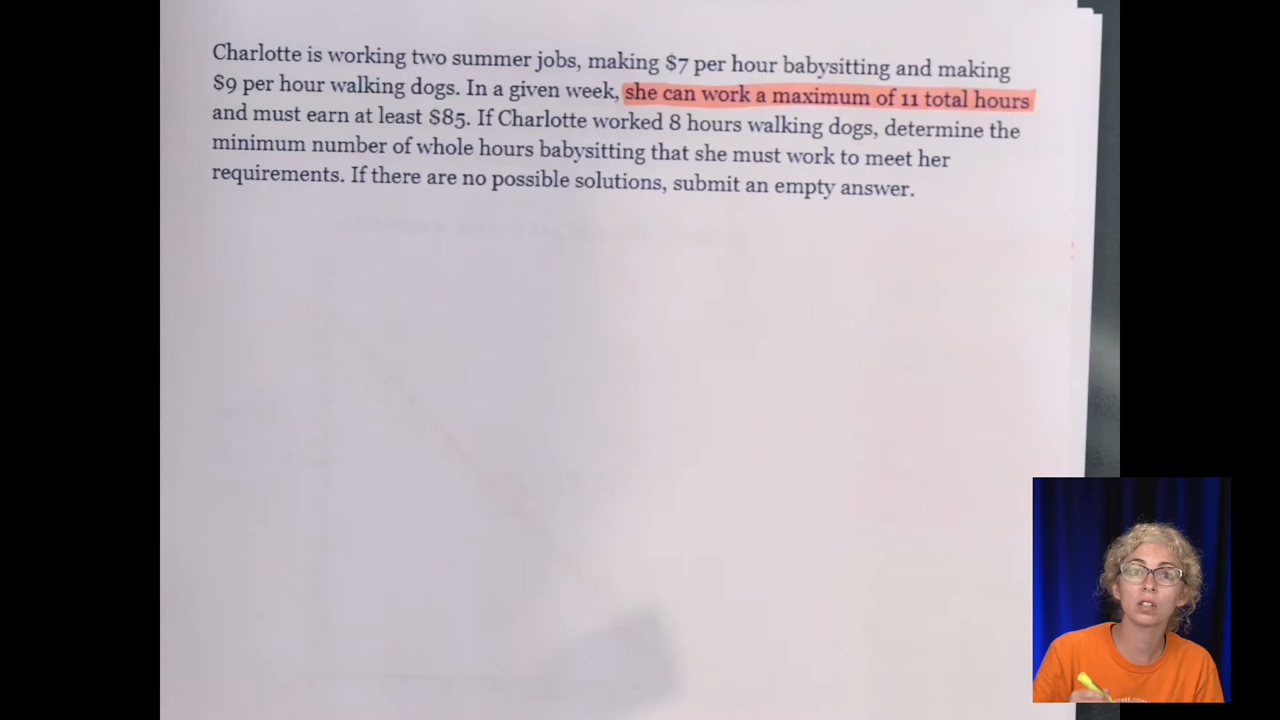 Charlotte is working two summer jobs, making $7 per hour babysitting and making
$9 per hour walking dogs. In a given week, she can work a maximum of 11 total hours
and must earn at least $85. If Charlotte worked 8 hours walking dogs, determine the
minimum number of whole hours babysitting that she must work to meet her
requirements. If there are no possible solutions, submit an empty answer.